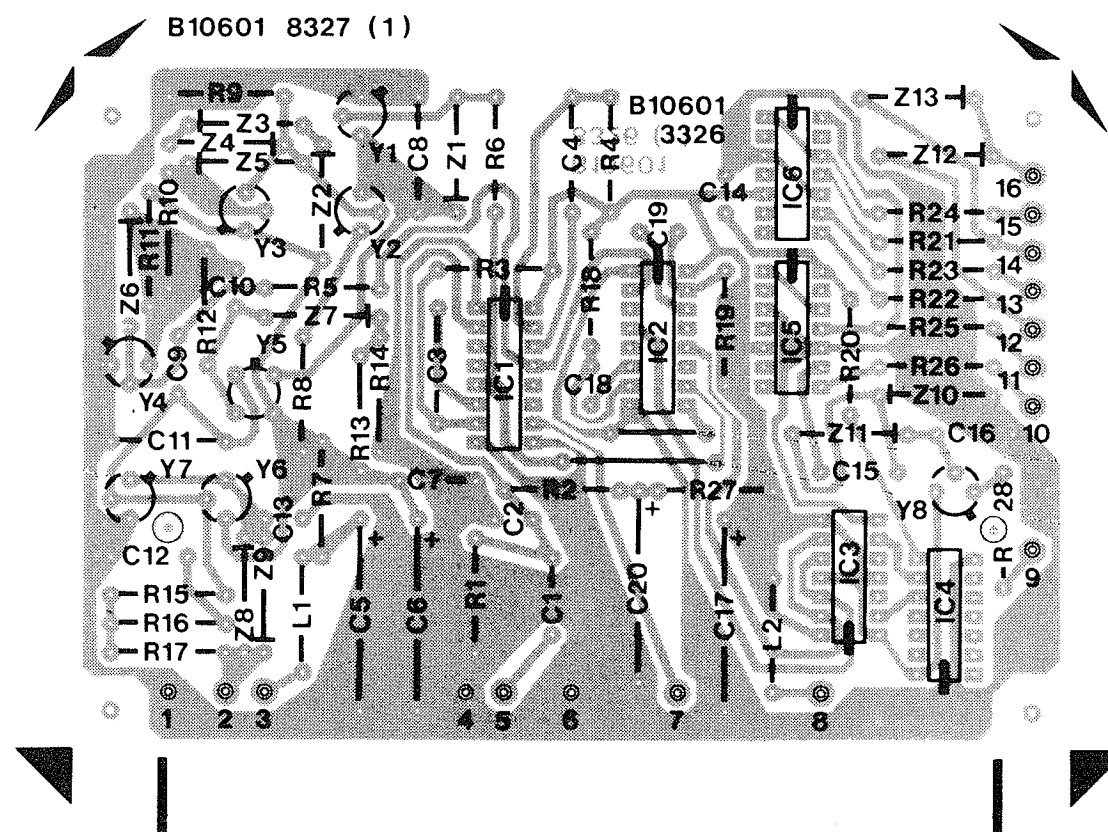 B10601 8327 (1)
R9
Z3
Z4
Z5
Y1
C8
Z1
R6
C4
R4
B10601
3326
Z13
Z12
IC6
16
R10
R11
Z2
Y3
Y2
C14
C19
R24
15
R21
R23
14
R22
13
R25
12
R26
11
Z10
10
Z6
C10
R5
Z7
R3
R18
R12
C9
Y5
R8
R14
C3
IC1
C18
IC2
R19
IC5
R20
Y4
C11
R13
Z11
C16
C15
Y7
Y6
R7
C13
C7
R2
R27
+
C2
Y8
28
-R
9
C12
Z9
Z8
L1
+
C5
+
C6
R1
C1
C20
+
C17
L2
IC3
IC4
R15
R16
R17
1
2
3
4
5
6
7
8